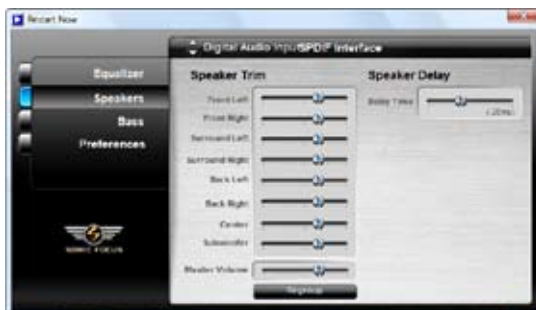 Restart Now
Digital Audio Input/SPDIF Interface
Equalizer
Speakers
Bass
Preferences
Speaker Trim
Front Left
Front Right
Surround Left
Surround Right
Back Left
Back Right
Center
Subwoofer
Master Volume
Speaker Delay
Delay Time
SONIC FOCUS